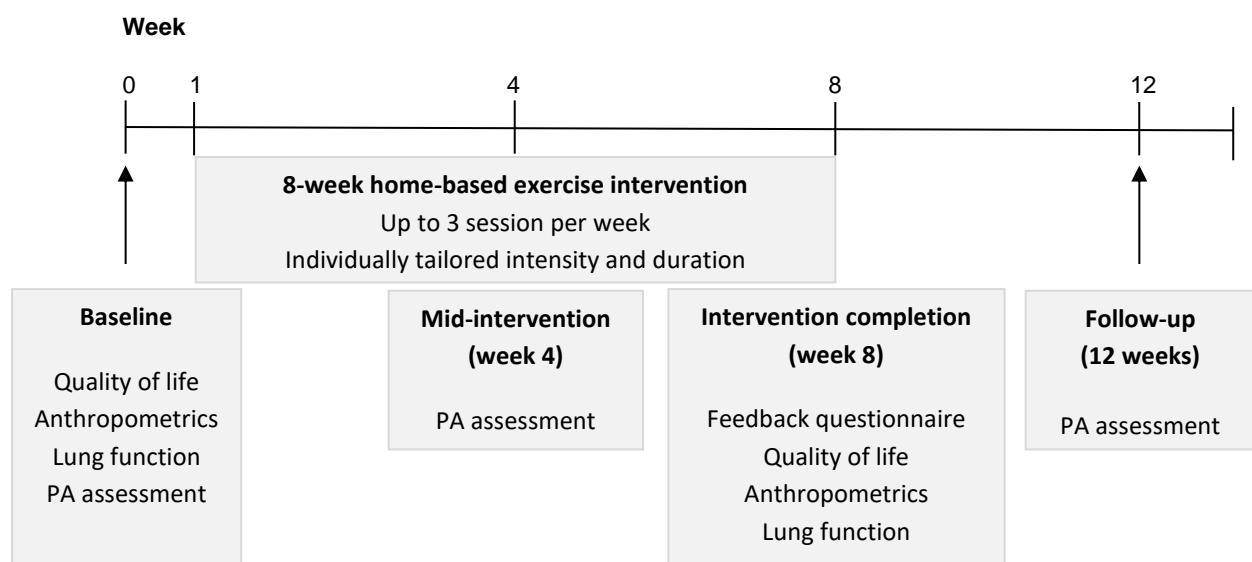 Week
0 1 4 8 12
8-week home-based exercise intervention
Up to 3 session per week
Individually tailored intensity and duration
Baseline
Quality of life
Anthropometrics
Lung function
PA assessment
Mid-intervention
(week 4)
PA assessment
Intervention completion
(week 8)
Feedback questionnaire
Quality of life
Anthropometrics
Lung function
Follow-up
(12 weeks)
PA assessment